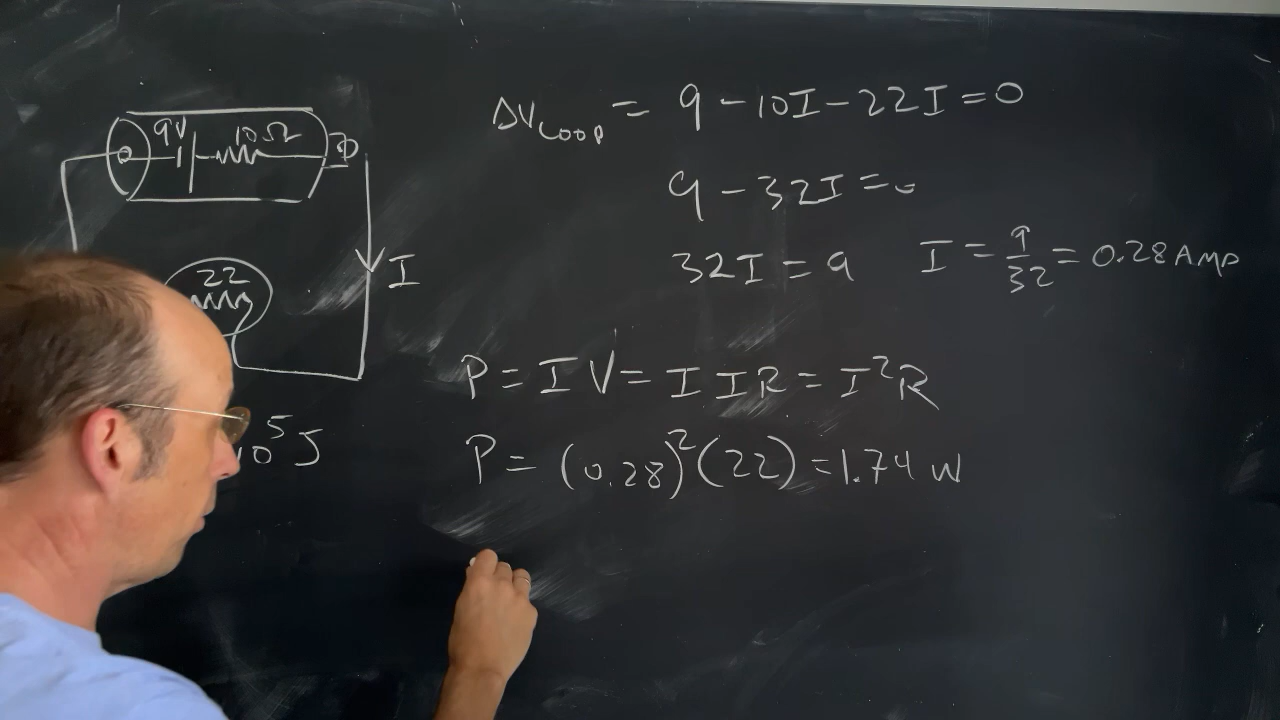 9V 10Ω
I
22
10⁵ J
ΔV_LOOP = 9 - 10I - 22I = 0
9 - 32I = 0
32I = 9 I = 9/32 = 0.28 AMP
P = IV = I I R = I²R
P = (0.28)²(22) = 1.74 W